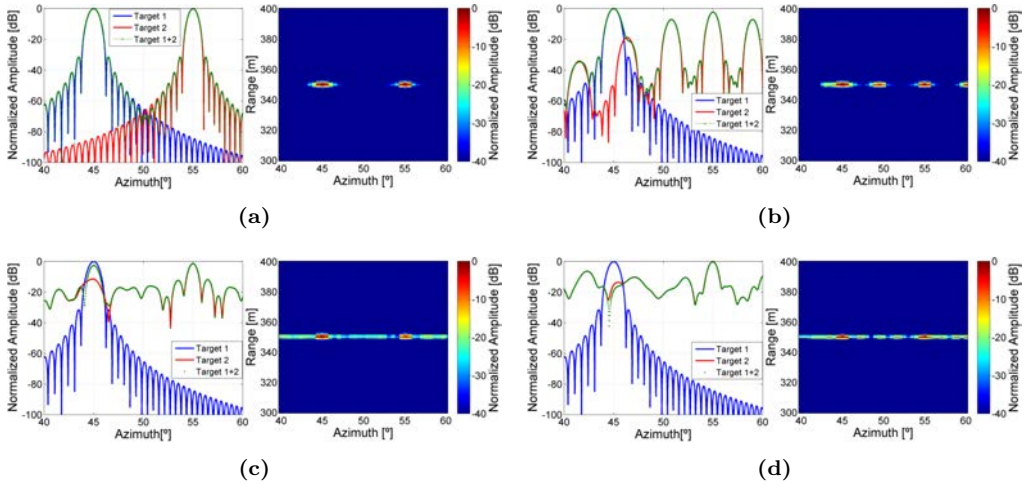 Normalized Amplitude [dB]
0
-20
-40
-60
-80
-100
40 45 50 55 60
Azimuth[º]
Target 1
Target 2
Target 1+2
Range [m]
400
380
360
340
320
300
40 45 50 55 60
Azimuth [º]
0
-10
-20
-30
-40
Normalized Amplitude [dB]
(a)
Normalized Amplitude [dB]
0
-20
-40
-60
-80
-100
40 45 50 55 60
Azimuth[º]
Target 1
Target 2
Target 1+2
Range [m]
400
380
360
340
320
300
40 45 50 55 60
Azimuth [º]
0
-10
-20
-30
-40
Normalized Amplitude [dB]
(b)
Normalized Amplitude [dB]
0
-20
-40
-60
-80
-100
40 45 50 55 60
Azimuth[º]
Target 1
Target 2
Target 1+2
Range [m]
400
380
360
340
320
300
40 45 50 55 60
Azimuth [º]
0
-10
-20
-30
-40
Normalized Amplitude [dB]
(c)
Normalized Amplitude [dB]
0
-20
-40
-60
-80
-100
40 45 50 55 60
Azimuth[º]
Target 1
Target 2
Target 1+2
Range [m]
400
380
360
340
320
300
40 45 50 55 60
Azimuth [º]
0
-10
-20
-30
-40
Normalized Amplitude [dB]
(d)